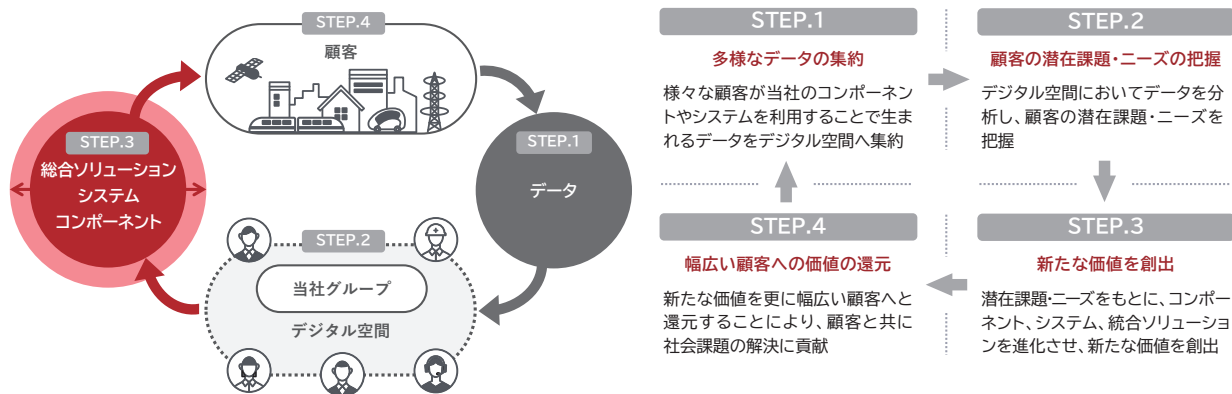 STEP.4
顧客
STEP.3
総合ソリューション
システム
コンポーネント
STEP.1
データ
STEP.2
当社グループ
デジタル空間
STEP.1
多様なデータの集約
様々な顧客が当社のコンポーネン
トやシステムを利用することで生ま
れるデータをデジタル空間へ集約
STEP.2
顧客の潜在課題・ニーズの把握
デジタル空間においてデータを分
析し、顧客の潜在課題・ニーズを
把握
STEP.4
幅広い顧客への価値の還元
新たな価値を更に幅広い顧客へと
還元することにより、顧客と共に
社会課題の解決に貢献
STEP.3
新たな価値を創出
潜在課題・ニーズをもとに、コンポー
ネント、システム、統合ソリューショ
ンを進化させ、新たな価値を創出